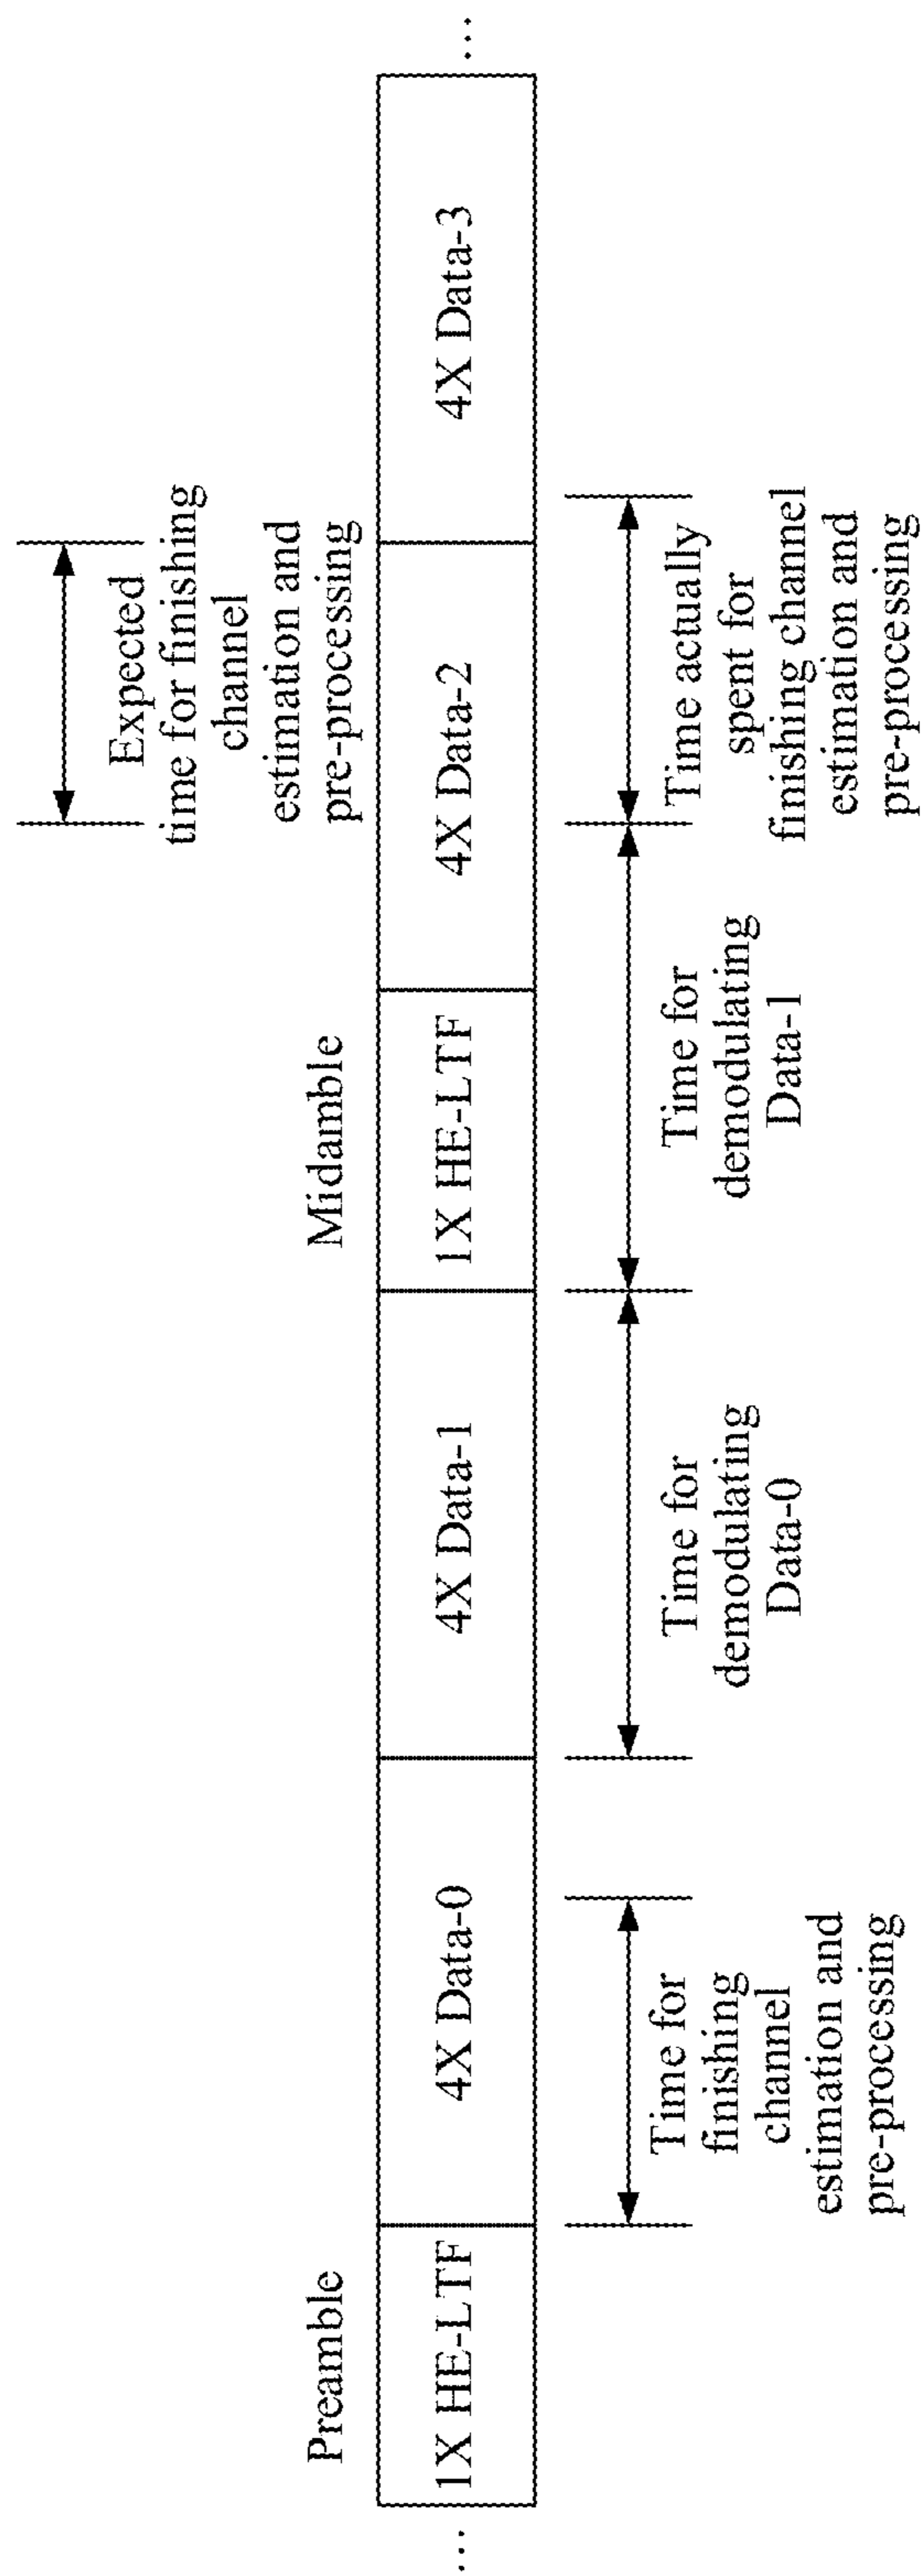 Expected
time for finishing
channel
estimation and
pre-processing
Preamble
Midamble
...
1X HE-LTF
4X Data-0
4X Data-1
1X HE-LTF
4X Data-2
4X Data-3
...
Time for
finishing
channel
estimation and
pre-processing
Time for
demodulating
Data-0
Time for
demodulating
Data-1
Time actually
spent for
finishing channel
estimation and
pre-processing